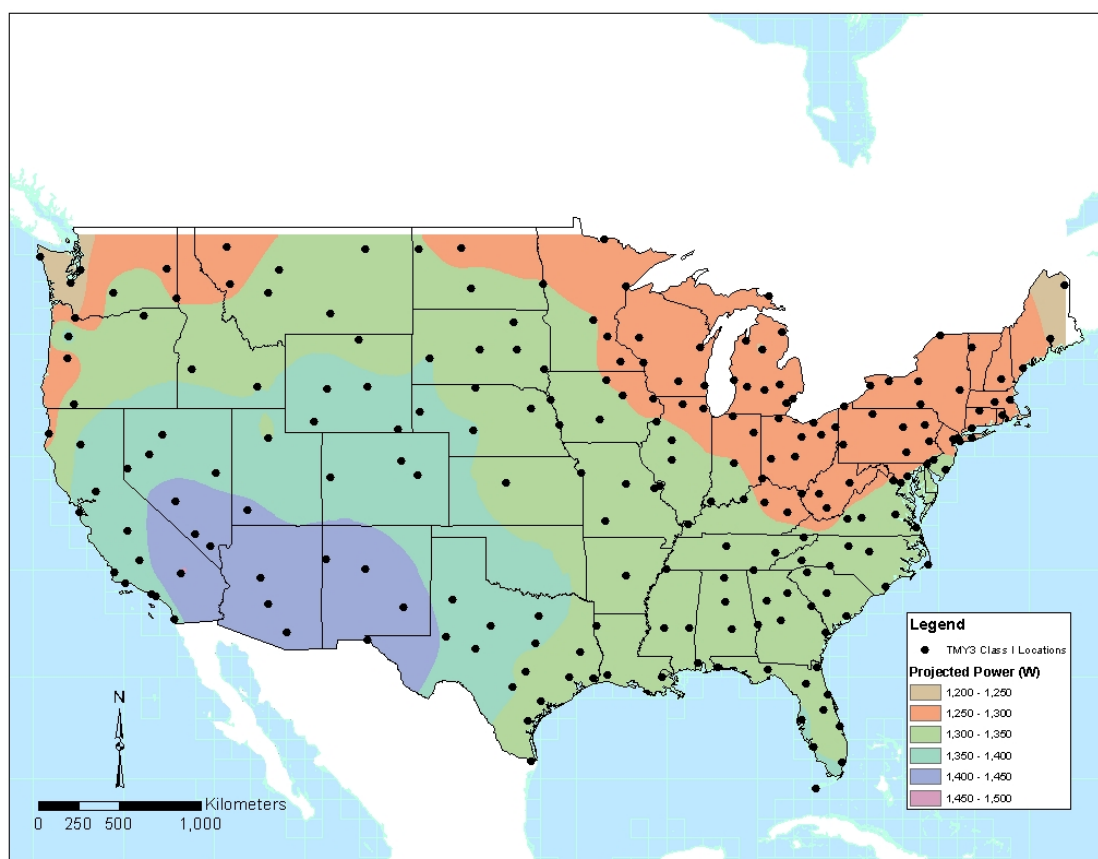 Legend
TMY3 Class I Locations
Projected Power (W)
1,200 - 1,250
1,250 - 1,300
1,300 - 1,350
1,350 - 1,400
1,400 - 1,450
1,450 - 1,500
N
Kilometers
0 250 500 1,000